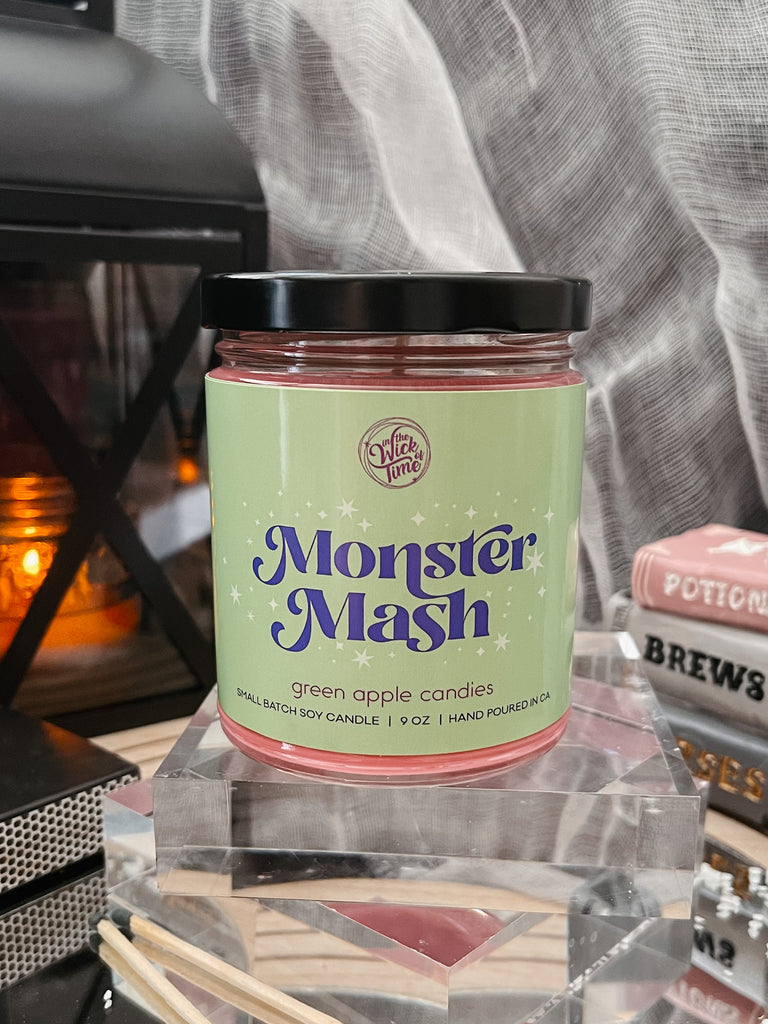 in the
Wick of
Time
Monster
Mash
green apple candies
SMALL BATCH SOY CANDLE | 9 OZ | HAND POURED IN CA
POTION
BREWS